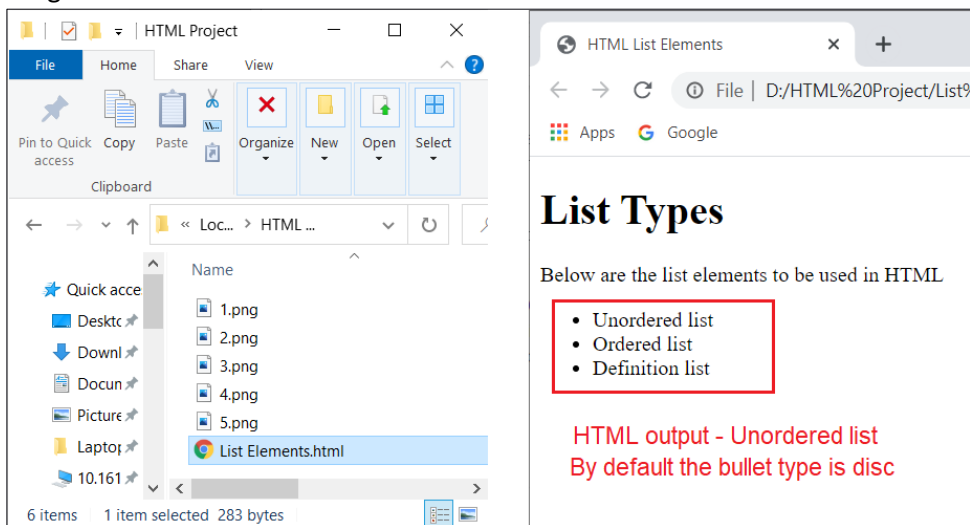 HTML Project
File Home Share View
Pin to Quick access
Copy
Paste
Organize
New
Open
Select
Clipboard
« Loc... > HTML ...
Name
Quick acce
Desktc
Downl
Docun
Picture
Laptop
10.161
1.png
2.png
3.png
4.png
5.png
List Elements.html
6 items 1 item selected 283 bytes
HTML List Elements
File | D:/HTML%20Project/List%
Apps G Google
List Types
Below are the list elements to be used in HTML
• Unordered list
• Ordered list
• Definition list
HTML output - Unordered list
By default the bullet type is disc